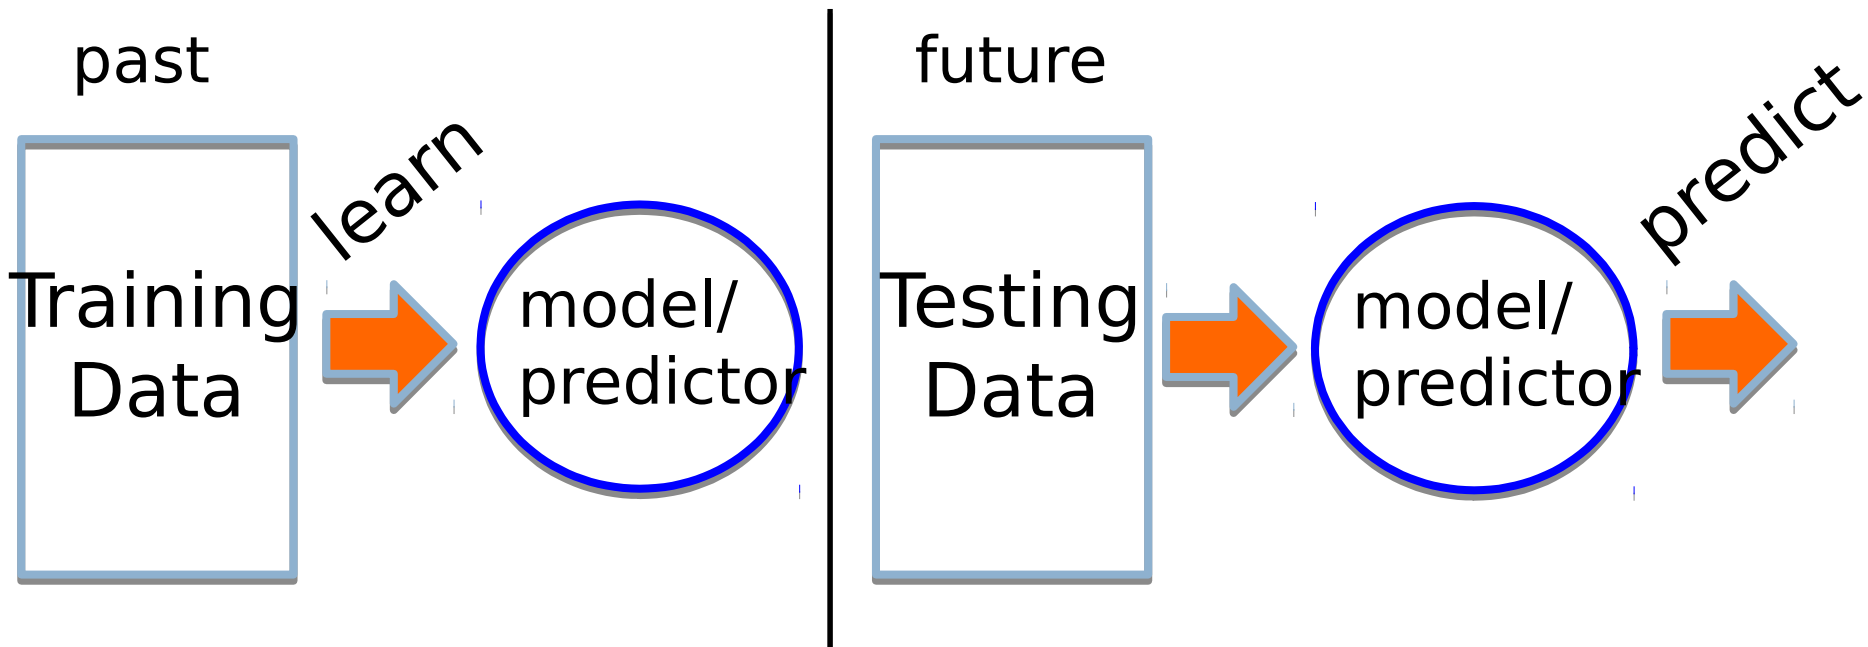 past
learn
Training
Data
model/
predictor
future
predict
Testing
Data
model/
predictor